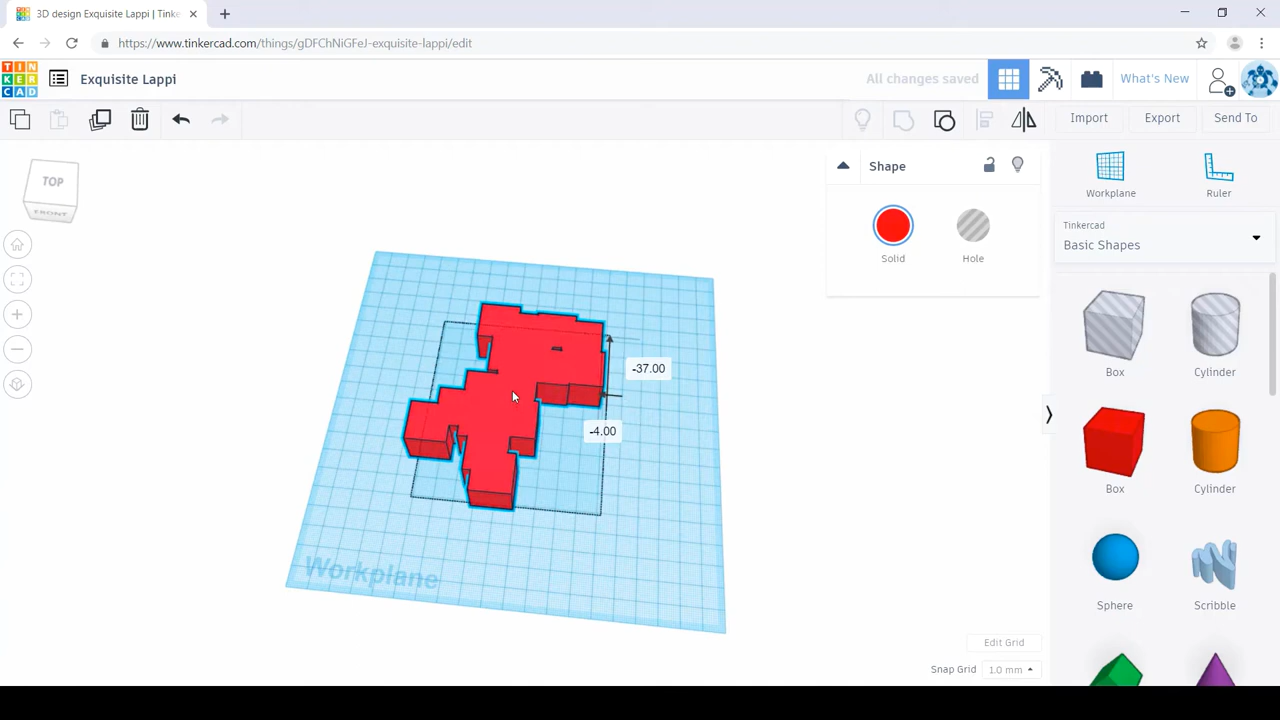 3D design Exquisite Lappi | Tinke
https://www.tinkercad.com/things/gDFChNiGFeJ-exquisite-lappi/edit
TIN
KER
CAD
Exquisite Lappi
All changes saved
What's New
Import
Export
Send To
TOP
FRONT
Shape
Solid
Hole
Workplane
Ruler
Tinkercad
Basic Shapes
Box
Cylinder
-37.00
-4.00
Box
Cylinder
Workplane
Sphere
Scribble
Edit Grid
Snap Grid
1.0 mm